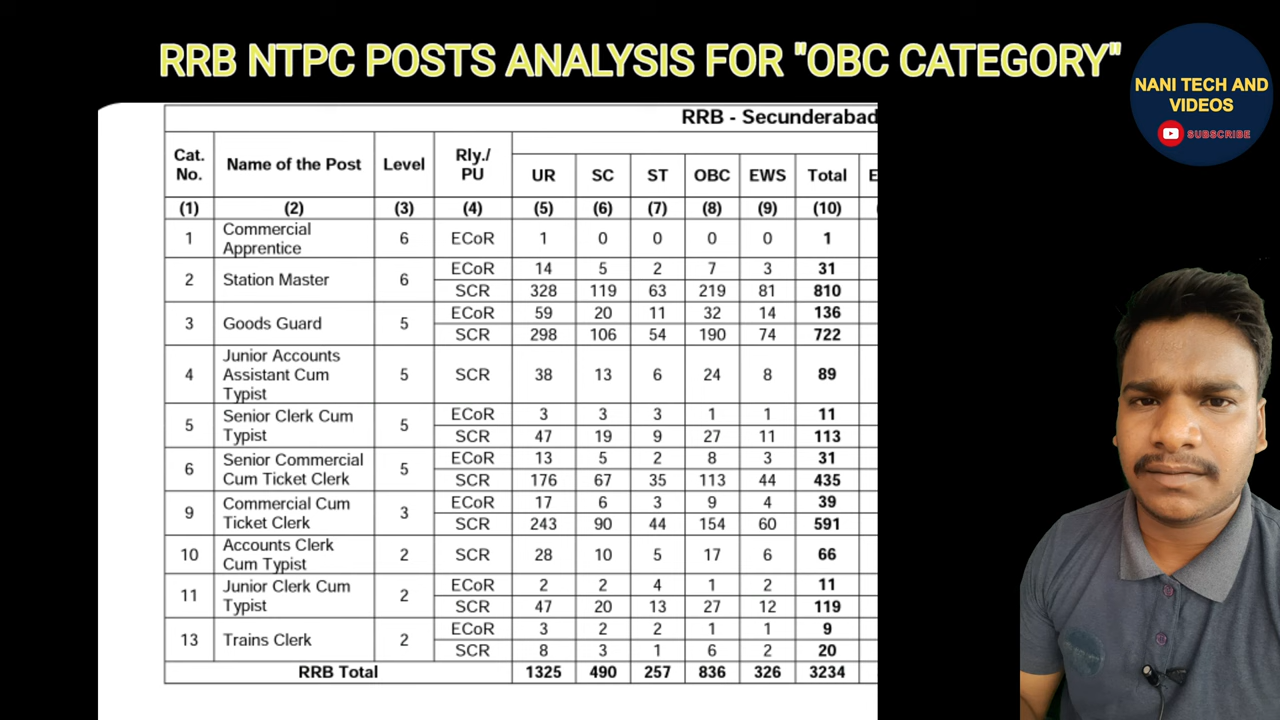 RRB NTPC POSTS ANALYSIS FOR "OBC CATEGORY"
NANI TECH AND
VIDEOS
SUBSCRIBE
RRB - Secunderabad
Cat. No. Name of the Post Level Rly./ PU UR SC ST OBC EWS Total E
(1) (2) (3) (4) (5) (6) (7) (8) (9) (10)
1 Commercial Apprentice 6 ECoR 1 0 0 0 0 1
2 Station Master 6 ECoR 14 5 2 7 3 31
SCR 328 119 63 219 81 810
3 Goods Guard 5 ECoR 59 20 11 32 14 136
SCR 298 106 54 190 74 722
4 Junior Accounts Assistant Cum Typist 5 SCR 38 13 6 24 8 89
5 Senior Clerk Cum Typist 5 ECoR 3 3 3 1 1 11
SCR 47 19 9 27 11 113
6 Senior Commercial Cum Ticket Clerk 5 ECoR 13 5 2 8 3 31
SCR 176 67 35 113 44 435
9 Commercial Cum Ticket Clerk 3 ECoR 17 6 3 9 4 39
SCR 243 90 44 154 60 591
10 Accounts Clerk Cum Typist 2 SCR 28 10 5 17 6 66
11 Junior Clerk Cum Typist 2 ECoR 2 2 4 1 2 11
SCR 47 20 13 27 12 119
13 Trains Clerk 2 ECoR 3 2 2 1 1 9
SCR 8 3 1 6 2 20
RRB Total 1325 490 257 836 326 3234